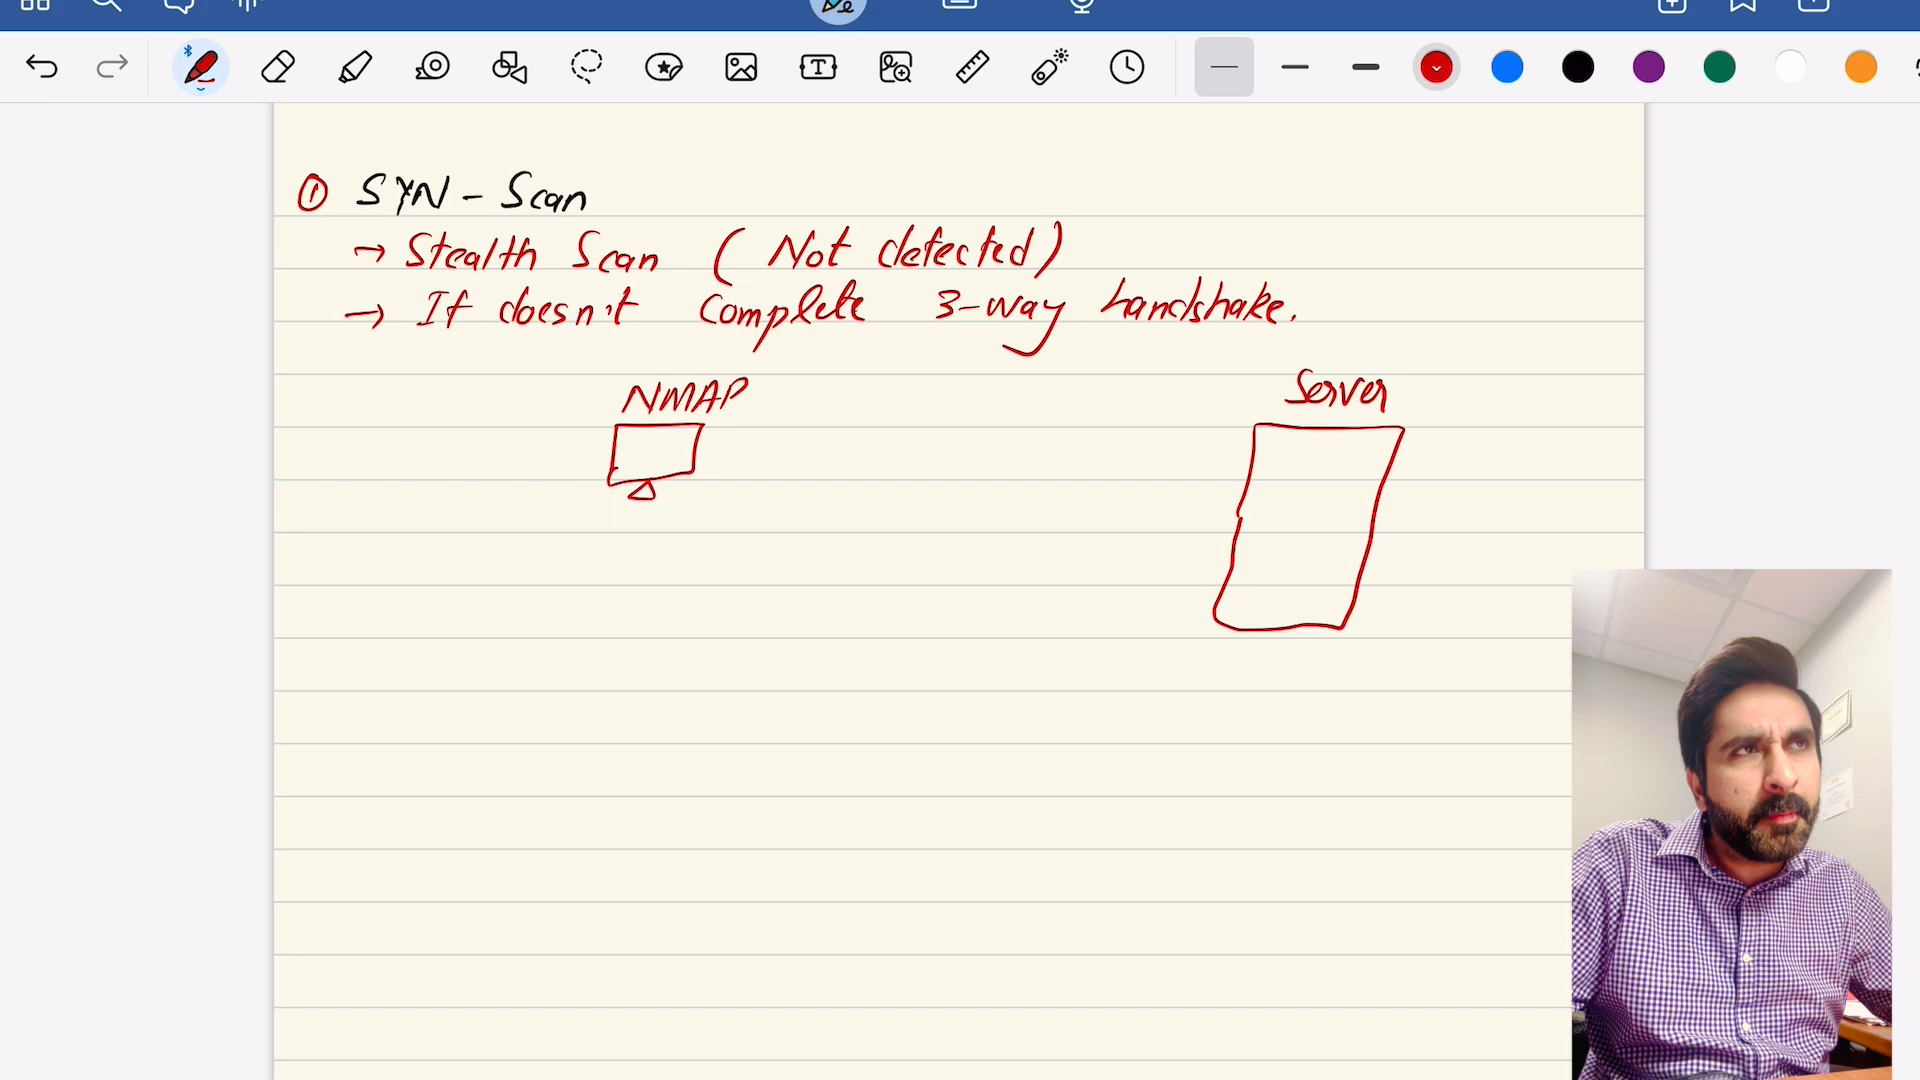 ① SYN - Scan
→ Stealth Scan ( Not detected )
→ It doesn't complete 3-way handshake.
NMAP
Server